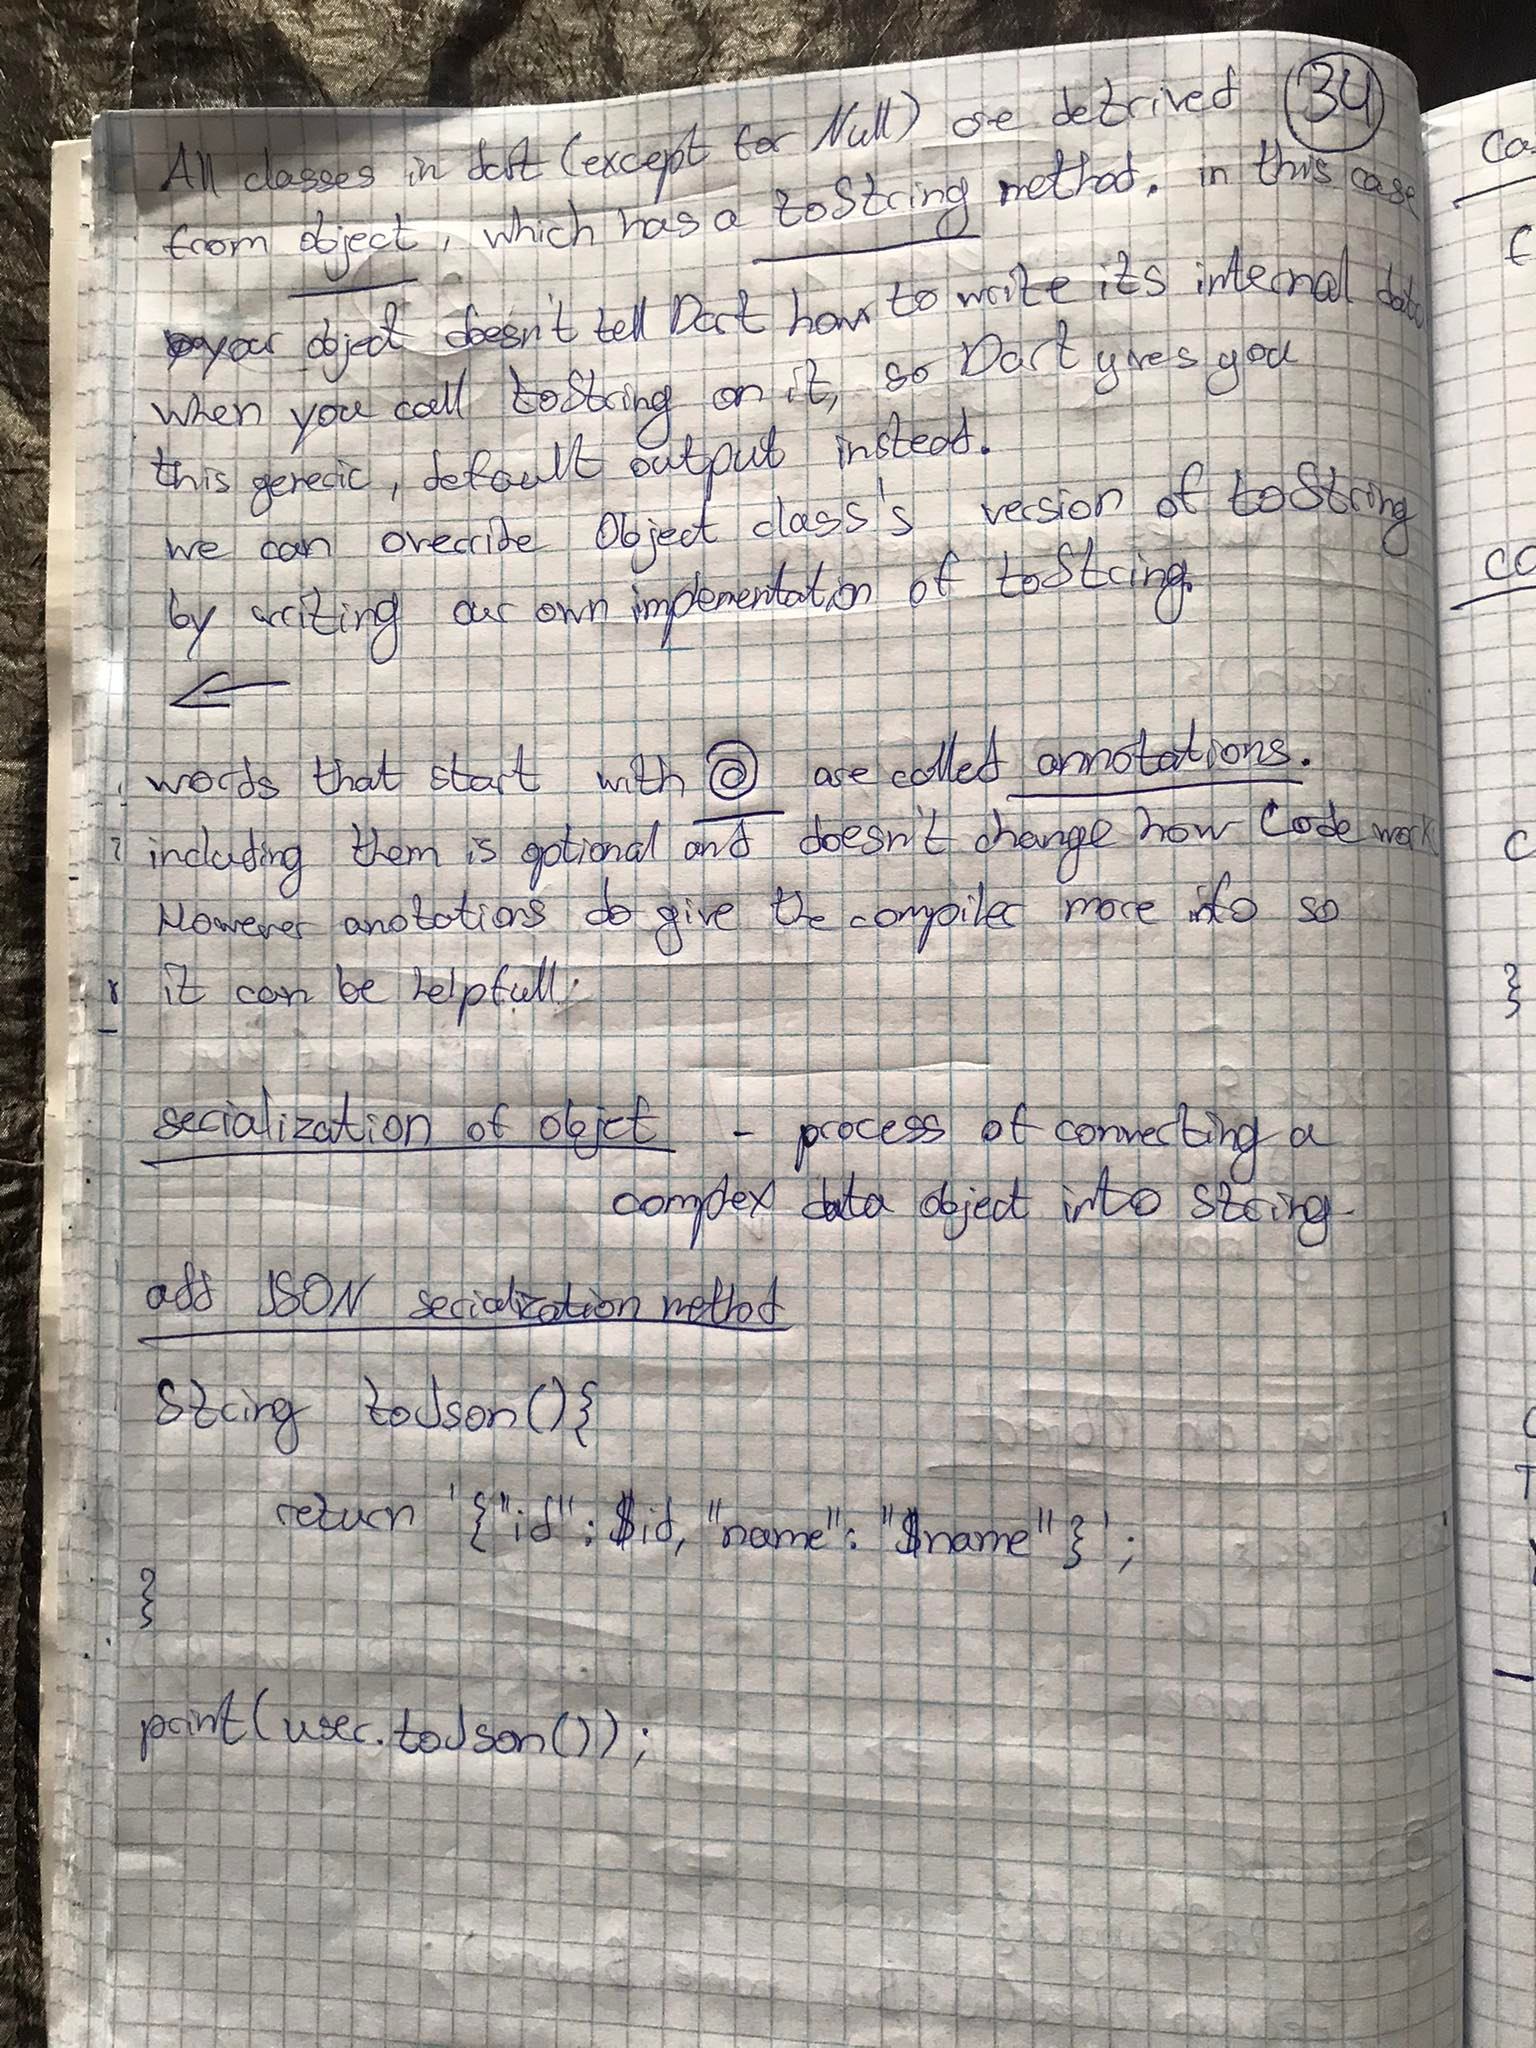 34
All classes in dart (except for Null) are detrived
from object, which has a toString method. in this case
your object doesn't tell Dart how to write its internal data
when you call toString on it, so Dart gives you
this generic, default output instead.
we can override Object class's version of toString
by writing our own implementation of toString.
words that start with @ are called annotations.
including them is optional and doesn't change how Code work
However anotations do give the compiler more info so
it can be helpfull.
serialization of objet - process of converting a
complex data object into string.
add JSON serialization method
String toJson(){
return '{"id": $id, "name": "$name"}';
}
print(user.toJson());